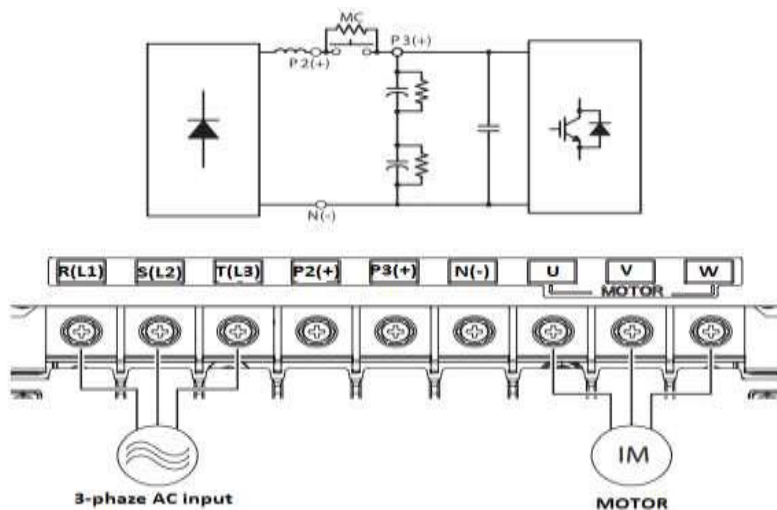 MC
P2(+)
P3(+)
N(-)
R(L1) S(L2) T(L3) P2(+) P3(+) N(-) U V W
MOTOR
IM
3-phaze AC input
MOTOR